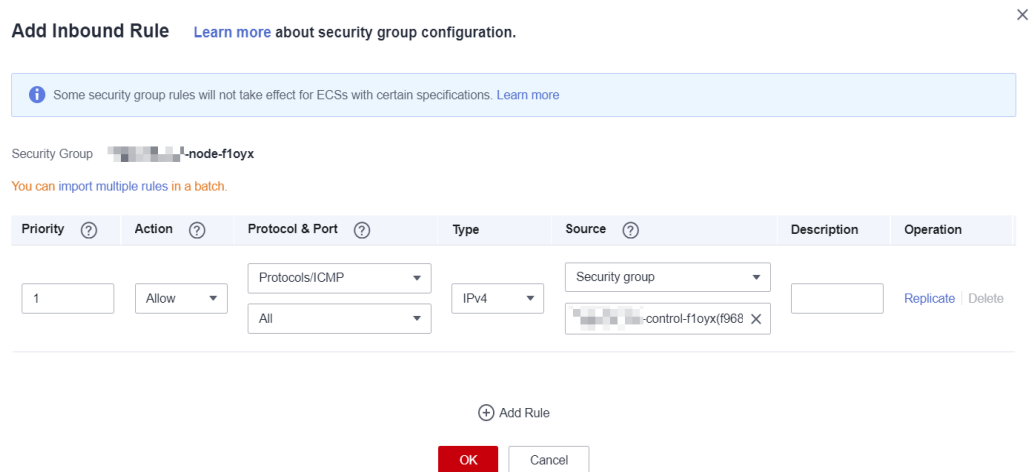 Add Inbound Rule Learn more about security group configuration.
Some security group rules will not take effect for ECSs with certain specifications. Learn more
Security Group -node-f1oyx
You can import multiple rules in a batch.
Priority Action Protocol & Port Type Source Description Operation
Protocols/ICMP Security group
1 Allow IPv4 Replicate Delete
All -control-f1oyx(f968
Add Rule
OK Cancel